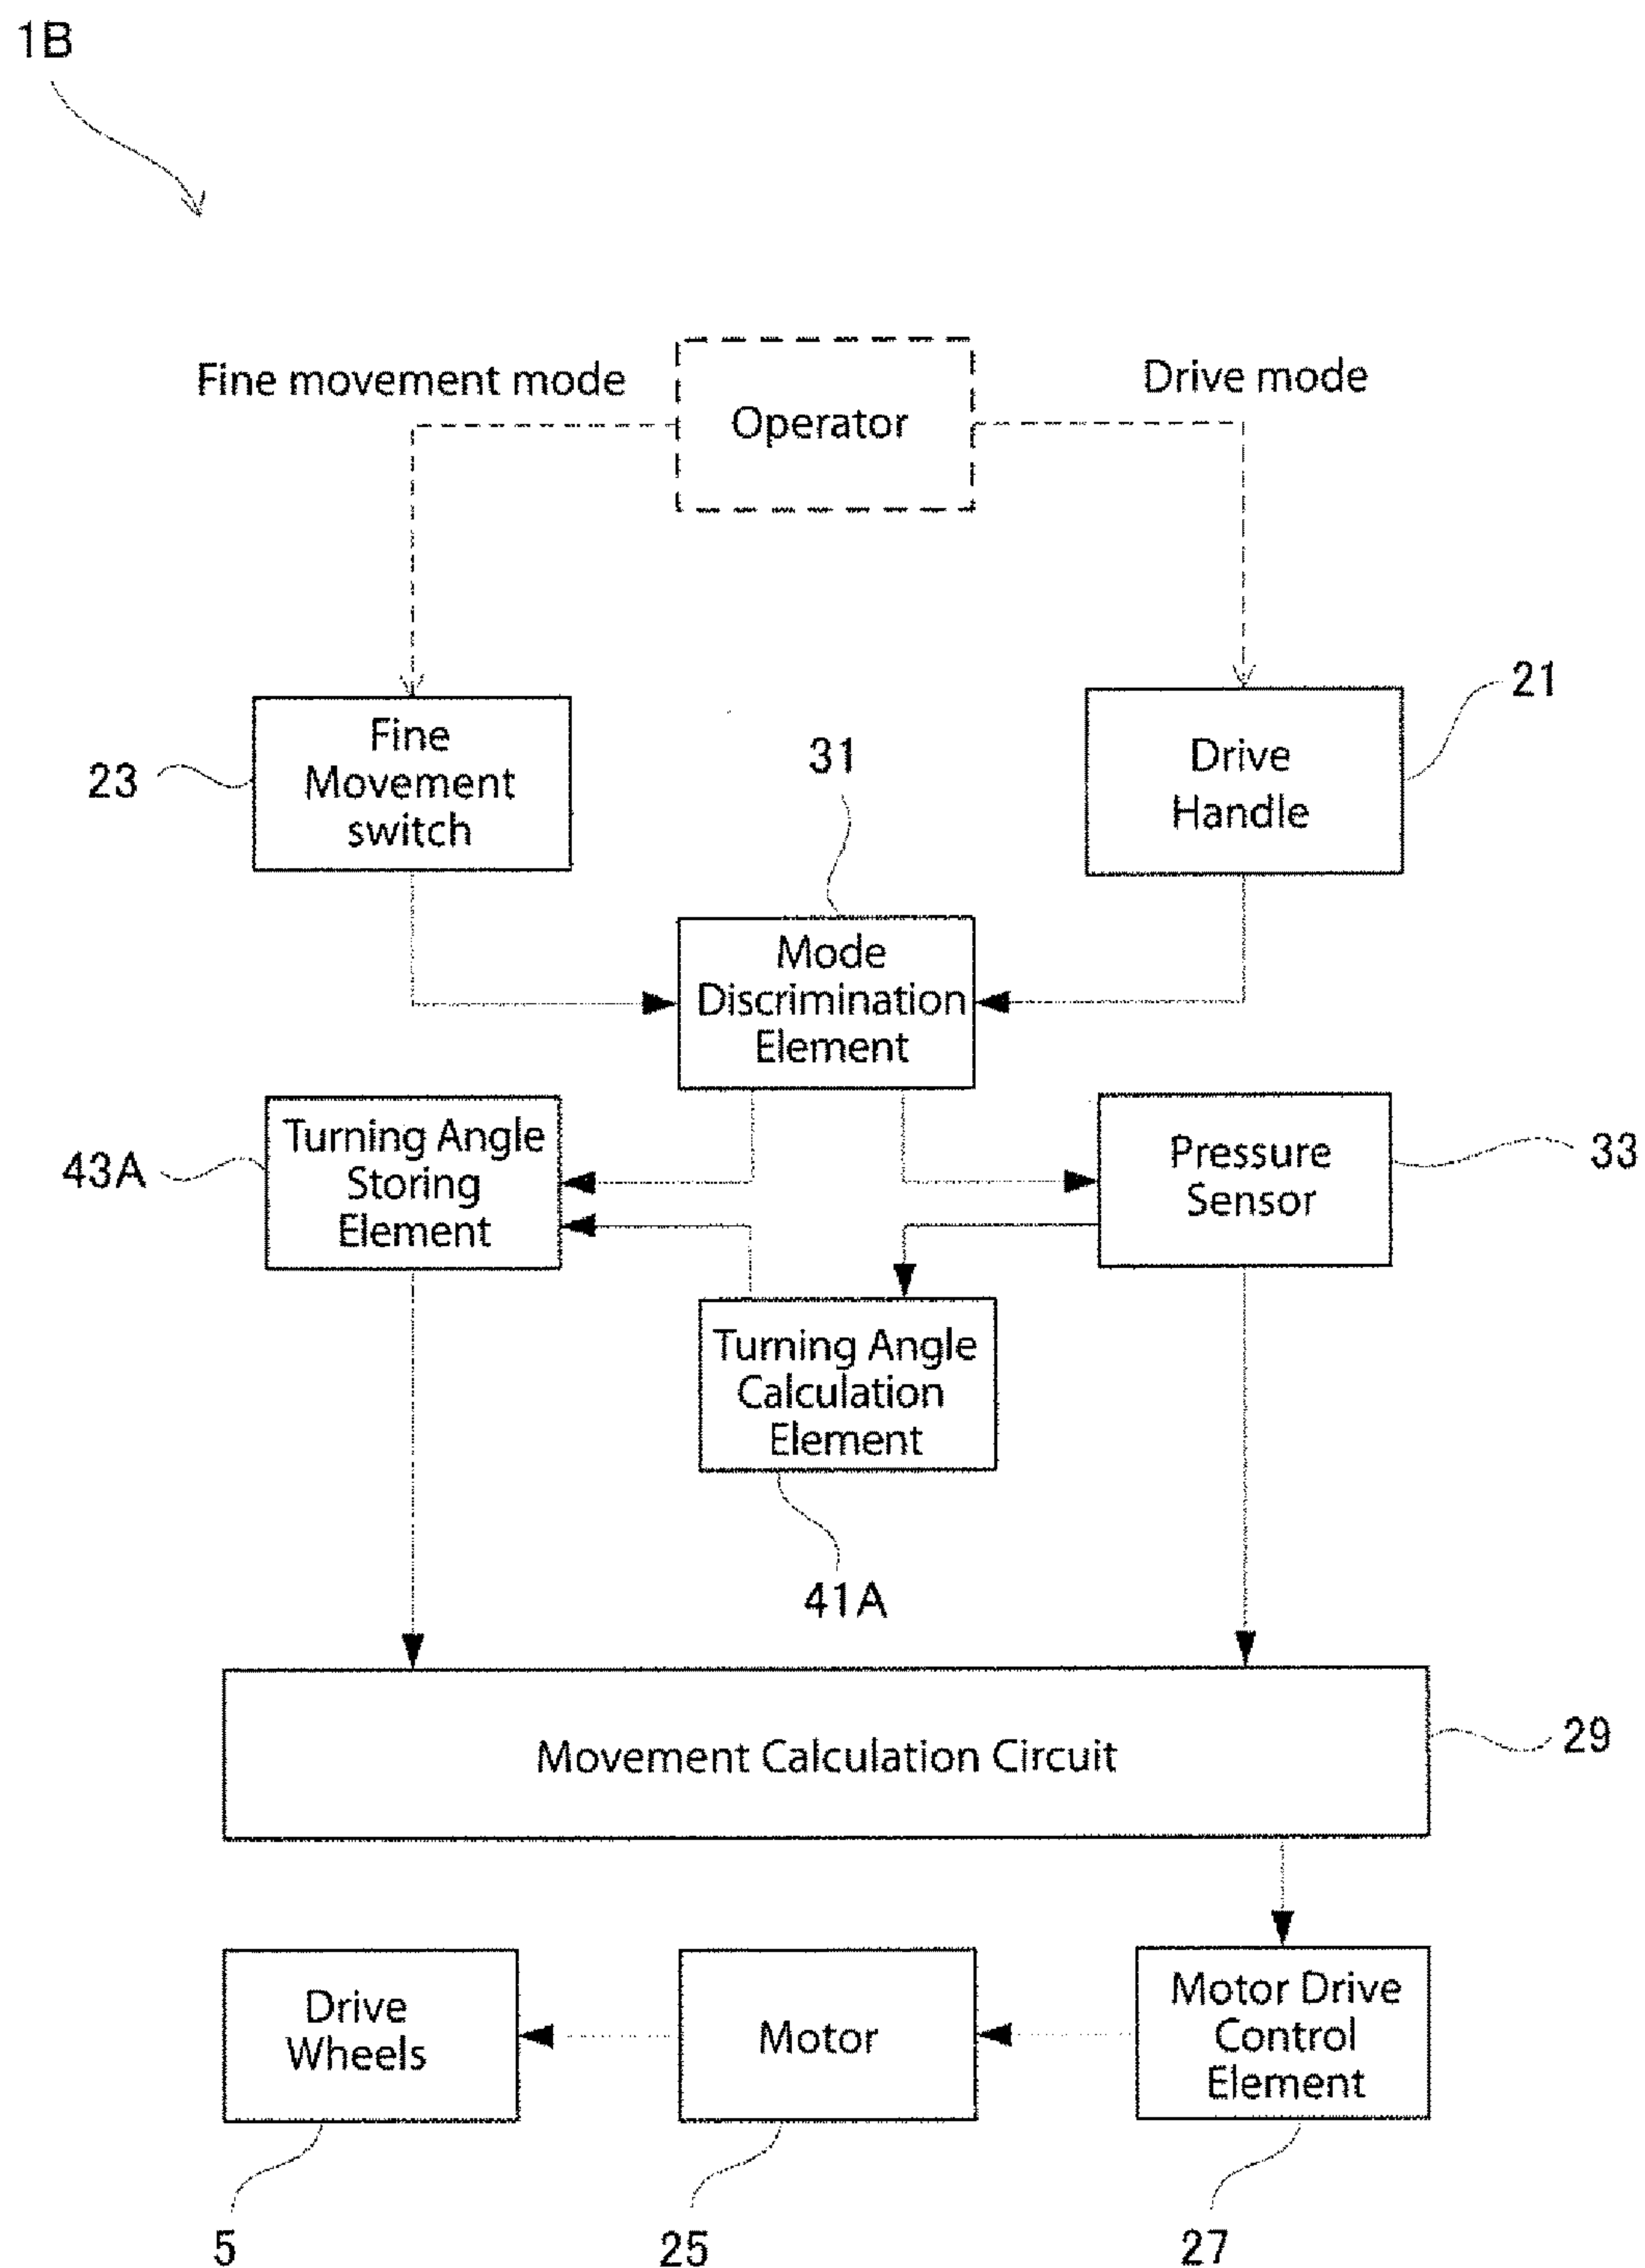 1B
Fine movement mode
Operator
Drive mode
Fine
Movement
switch
23
31
Drive
Handle
21
Mode
Discrimination
Element
Turning Angle
Storing
Element
43A
Pressure
Sensor
33
Turning Angle
Calculation
Element
41A
Movement Calculation Circuit
29
Drive
Wheels
Motor
Motor Drive
Control
Element
5
25
27